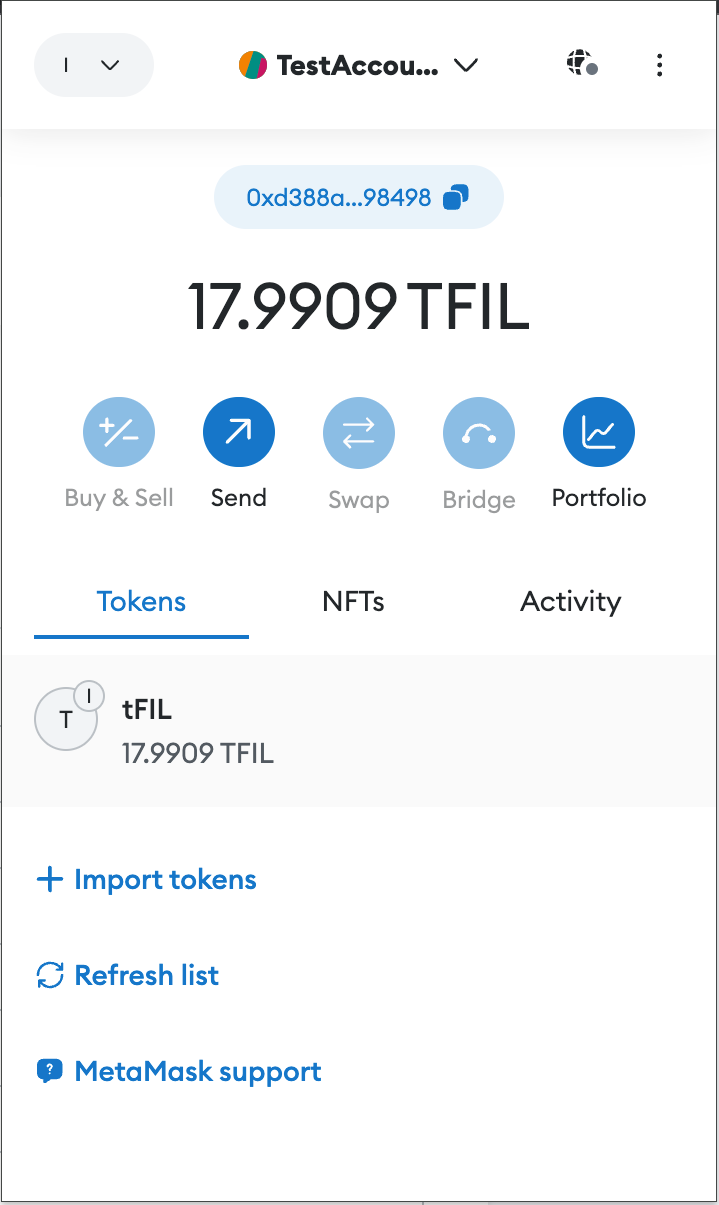 I
TestAccou...
0xd388a...98498
17.9909 TFIL
Buy & Sell
Send
Swap
Bridge
Portfolio
Tokens
NFTs
Activity
T
I
tFIL
17.9909 TFIL
Import tokens
Refresh list
?
MetaMask support